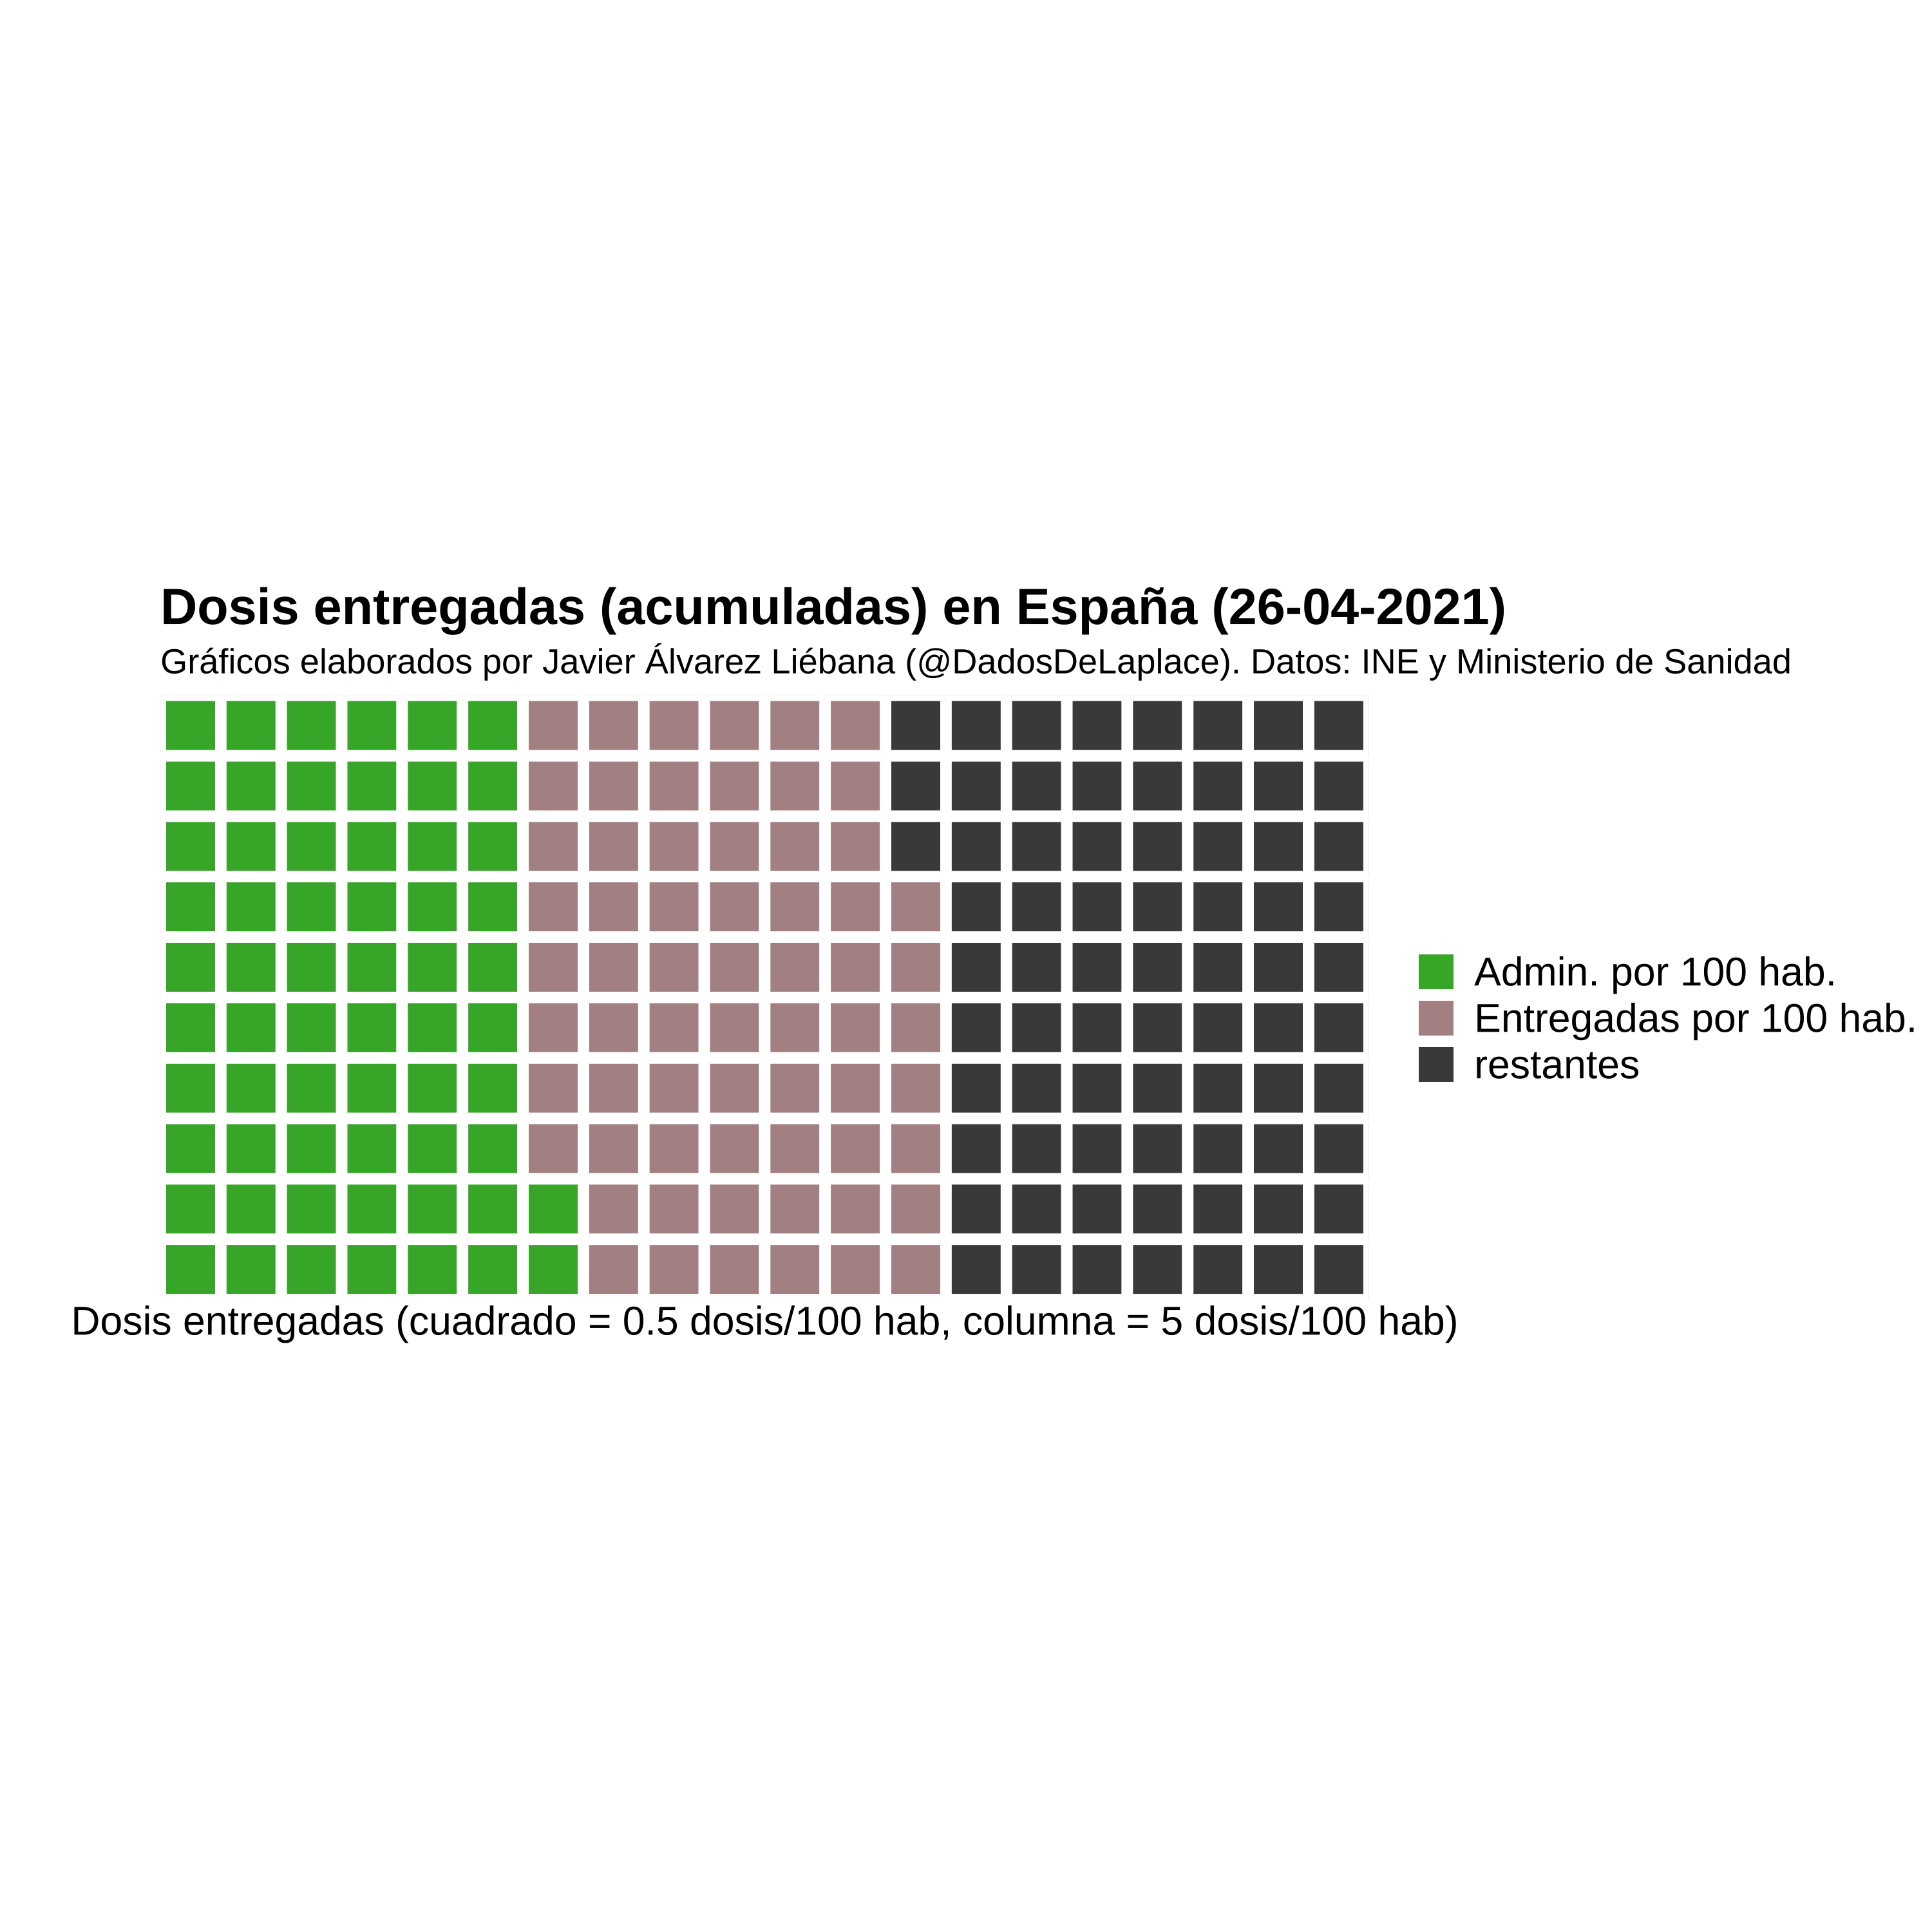 Dosis entregadas (acumuladas) en España (26-04-2021)
Gráficos elaborados por Javier Álvarez Liébana (@DadosDeLaplace). Datos: INE y Ministerio de Sanidad
Admin. por 100 hab.
Entregadas por 100 hab.
restantes
Dosis entregadas (cuadrado = 0.5 dosis/100 hab, columna = 5 dosis/100 hab)